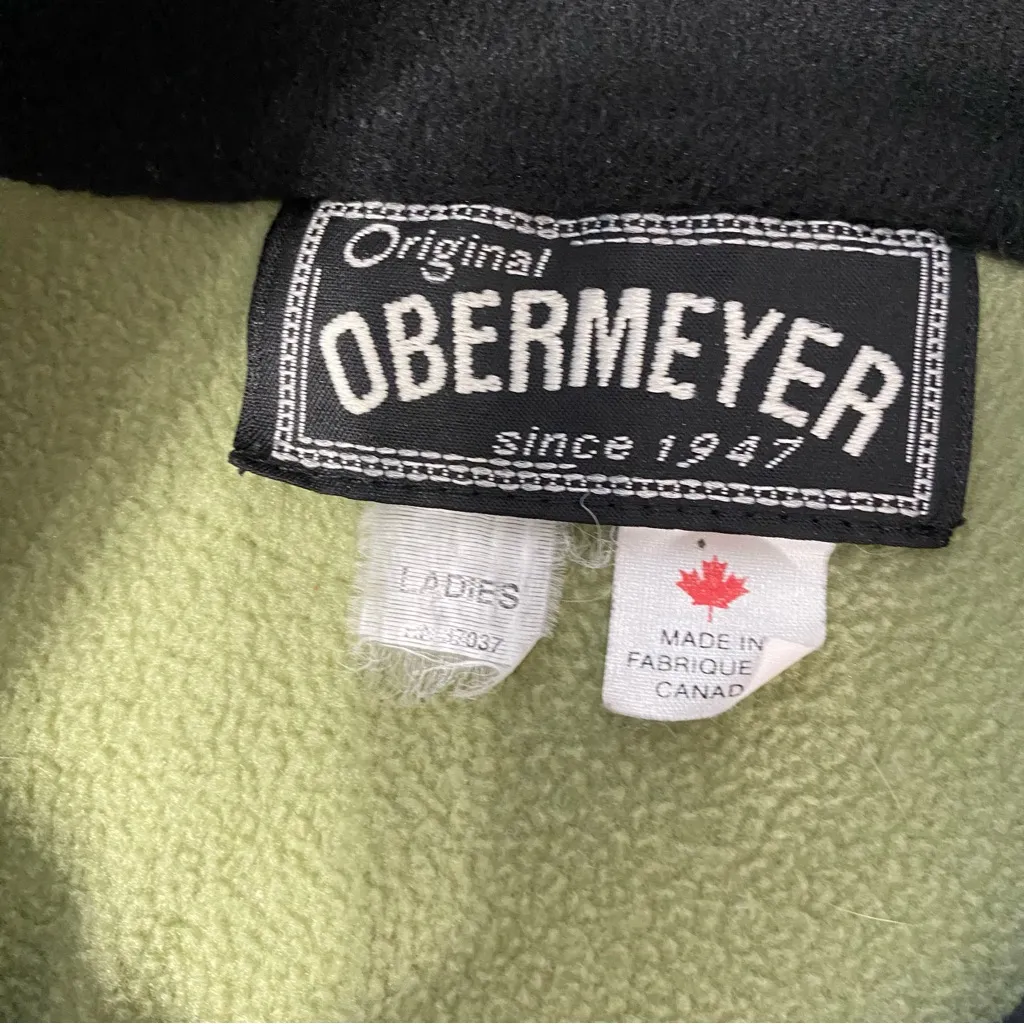 Original
OBERMEYER
since 1947
LADIES
MADE IN
FABRIQUE
CANAD